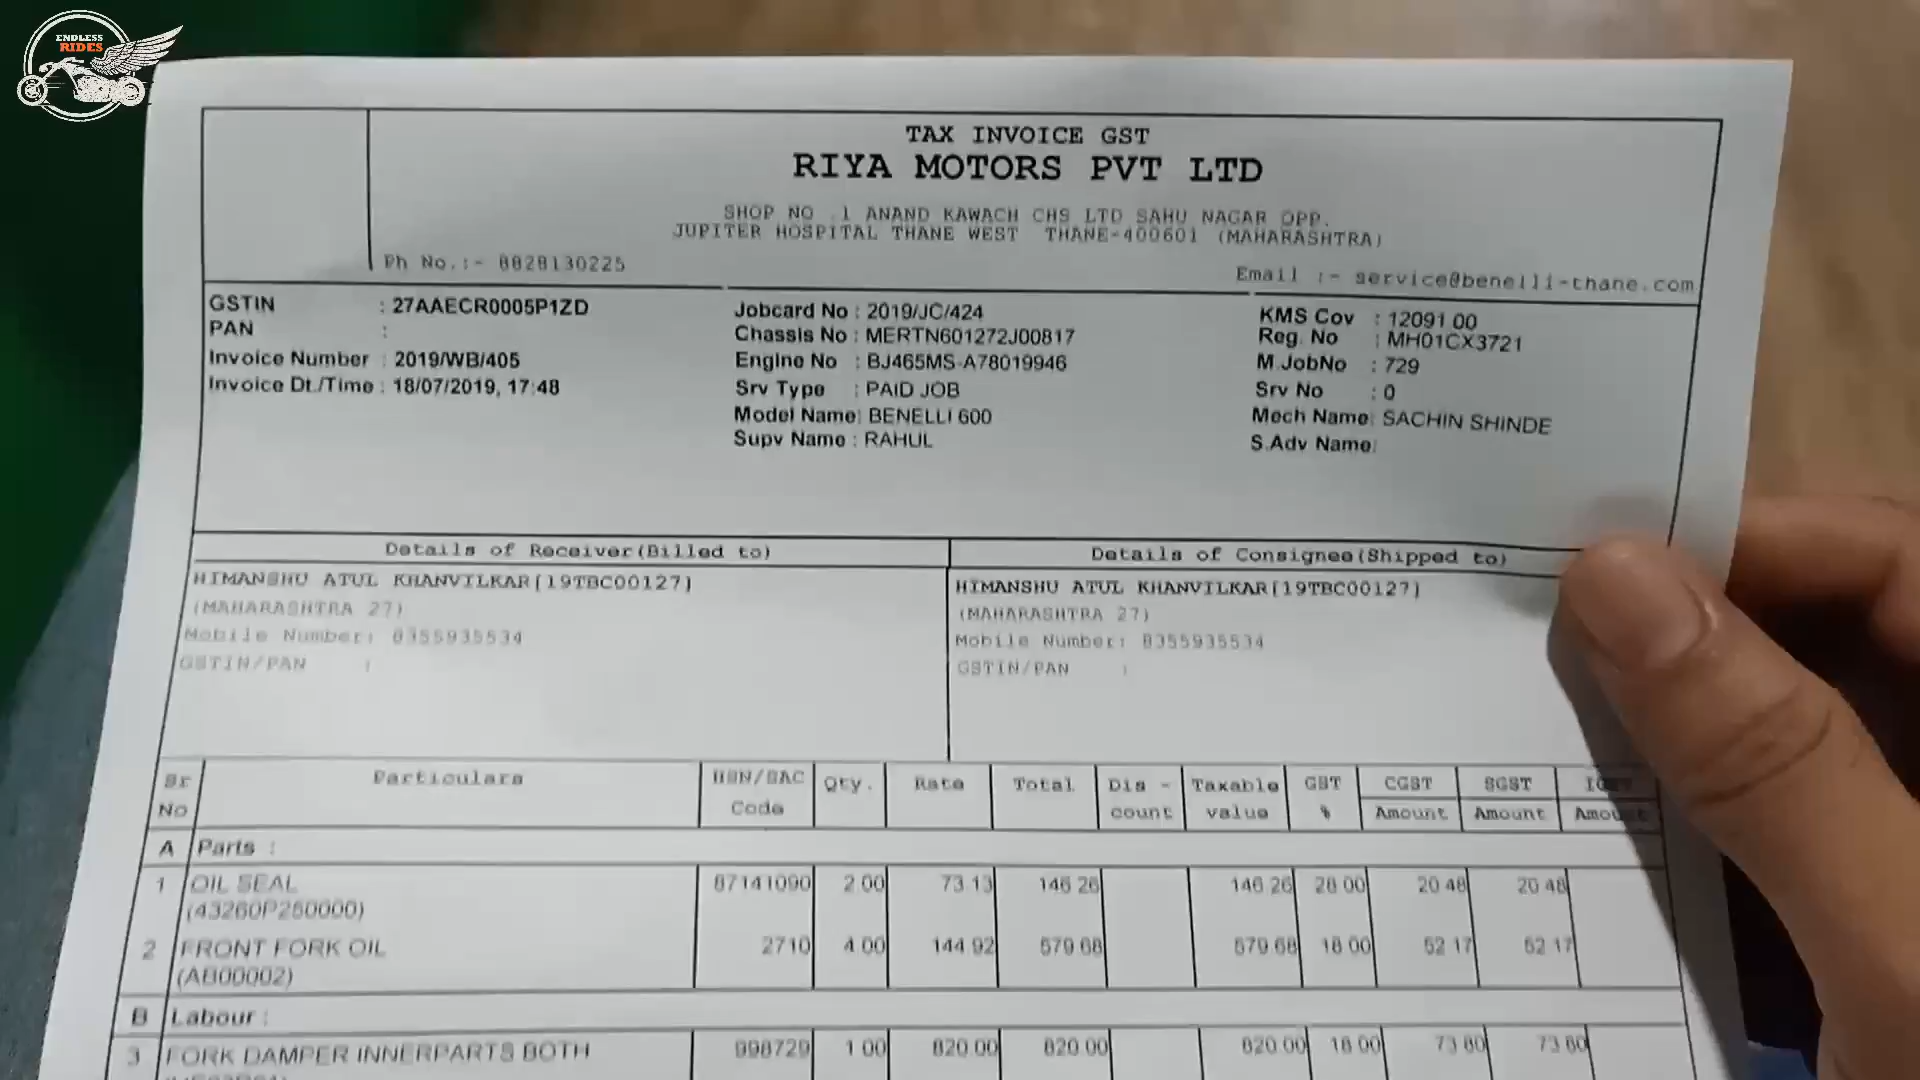 ENDLESS
RIDES
TAX INVOICE GST
RIYA MOTORS PVT LTD
SHOP NO .1 ANAND KAWACH CHS LTD SAHU NAGAR OPP.
JUPITER HOSPITAL THANE WEST THANE-400601 (MAHARASHTRA)
Ph No.:- 8828130225
Email :- service@benelli-thane.com
GSTIN : 27AAECR0005P1ZD
PAN :
Invoice Number : 2019/WB/405
Invoice Dt./Time : 18/07/2019, 17:48
Jobcard No : 2019/JC/424
Chassis No : MERTN601272J00817
Engine No : BJ465MS-A78019946
Srv Type : PAID JOB
Model Name: BENELLI 600
Supv Name : RAHUL
KMS Cov : 12091.00
Reg. No : MH01CX3721
M.JobNo : 729
Srv No : 0
Mech Name: SACHIN SHINDE
S.Adv Name:
Details of Receiver(Billed to)
HIMANSHU ATUL KHANVILKAR[19TBC00127]
(MAHARASHTRA 27)
Mobile Number: 8355935534
GSTIN/PAN :
Details of Consignee(Shipped to)
HIMANSHU ATUL KHANVILKAR[19TBC00127]
(MAHARASHTRA 27)
Mobile Number: 8355935534
GSTIN/PAN :
Sr No Particulars HSN/SAC Code Qty. Rate Total Dis - count Taxable value GST % CGST Amount SGST Amount
A Parts :
1 OIL SEAL 87141090 2.00 73.13 146.26 146.26 28.00 20.48 20.48
(43260P250000)
2 FRONT FORK OIL 2710 4.00 144.92 579.68 579.68 18.00 52.17 52.17
(AB00002)
B Labour :
3 FORK DAMPER INNERPARTS BOTH 998729 1.00 820.00 820.00 820.00 18.00 73.80 73.80